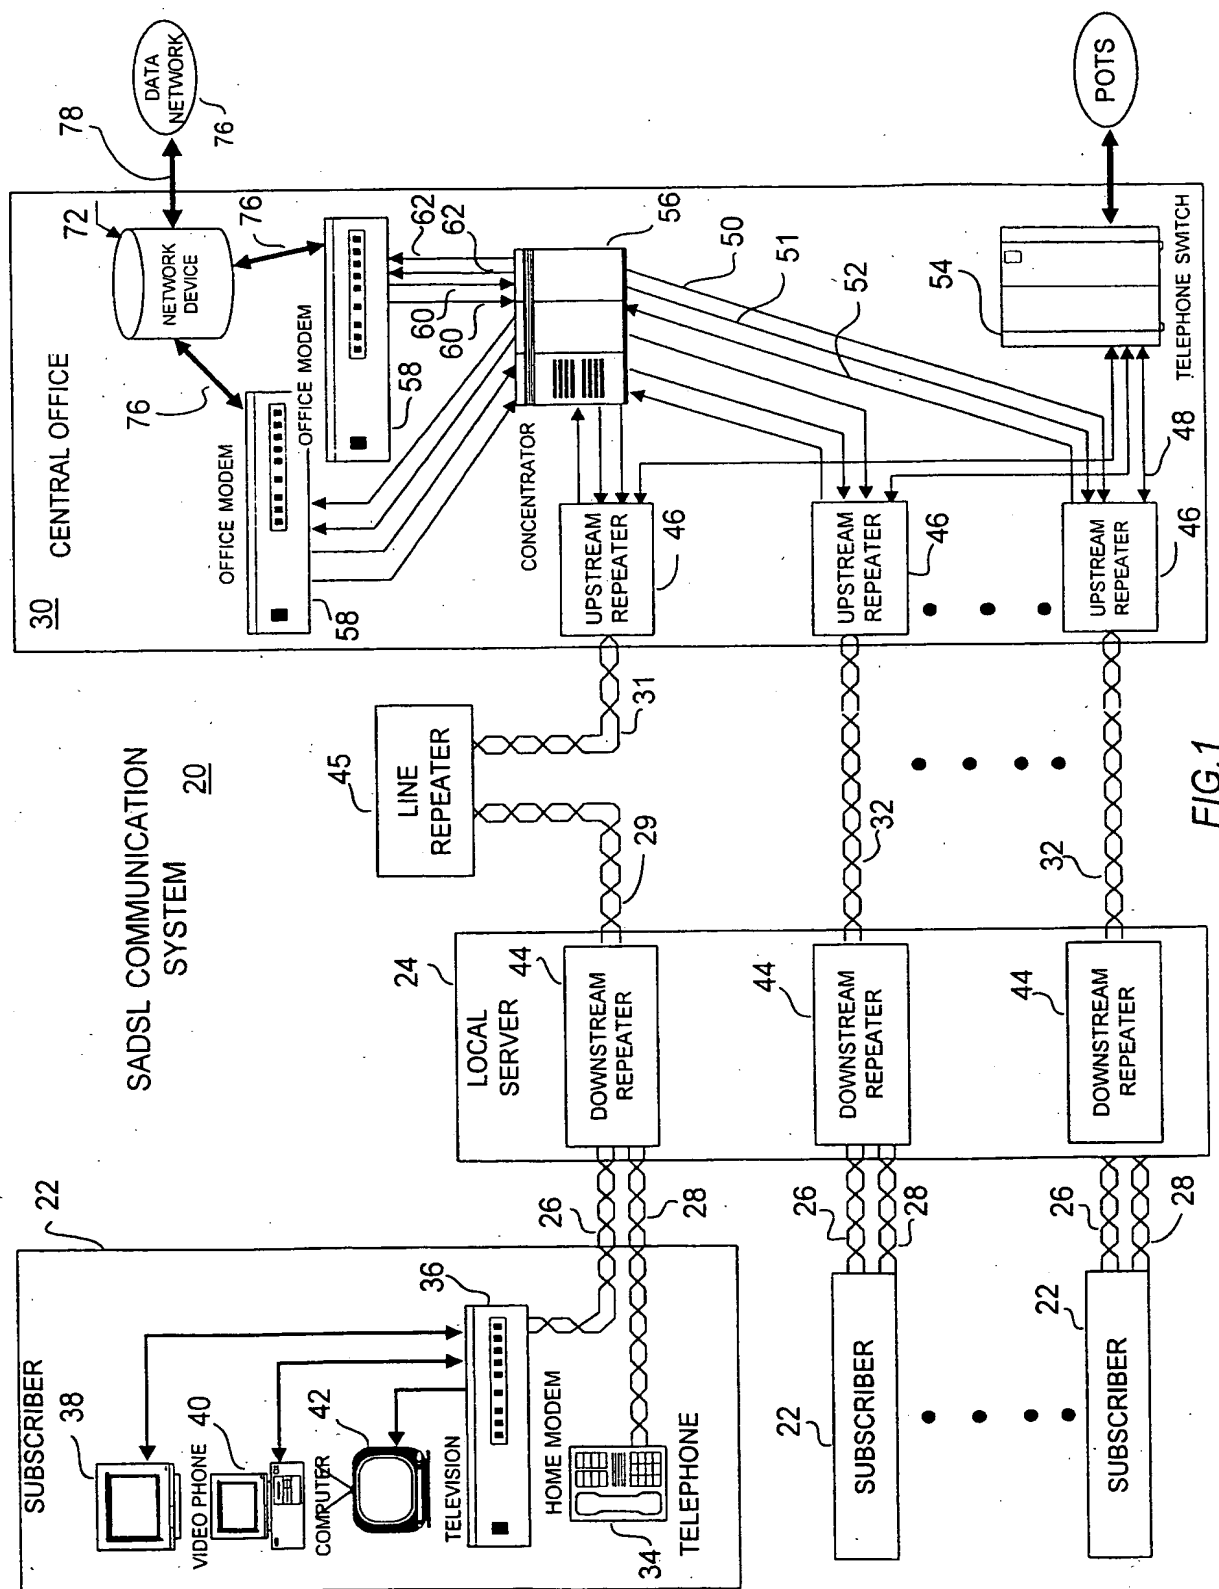 SADSL COMMUNICATION
SYSTEM
20
SUBSCRIBER
22
38
VIDEO PHONE
40
COMPUTER
42
TELEVISION
36
HOME MODEM
34
TELEPHONE
26
28
LOCAL
SERVER
24
44
DOWNSTREAM
REPEATER
29
LINE
REPEATER
45
31
22
SUBSCRIBER
26
28
44
DOWNSTREAM
REPEATER
32
22
SUBSCRIBER
26
28
44
DOWNSTREAM
REPEATER
32
30
CENTRAL OFFICE
OFFICE MODEM
58
OFFICE MODEM
58
76
76
72
NETWORK
DEVICE
78
DATA
NETWORK
76
62
62
60
60
CONCENTRATOR
56
50
51
52
UPSTREAM
REPEATER
46
UPSTREAM
REPEATER
46
UPSTREAM
REPEATER
46
48
54
TELEPHONE SWITCH
POTS
FIG.1